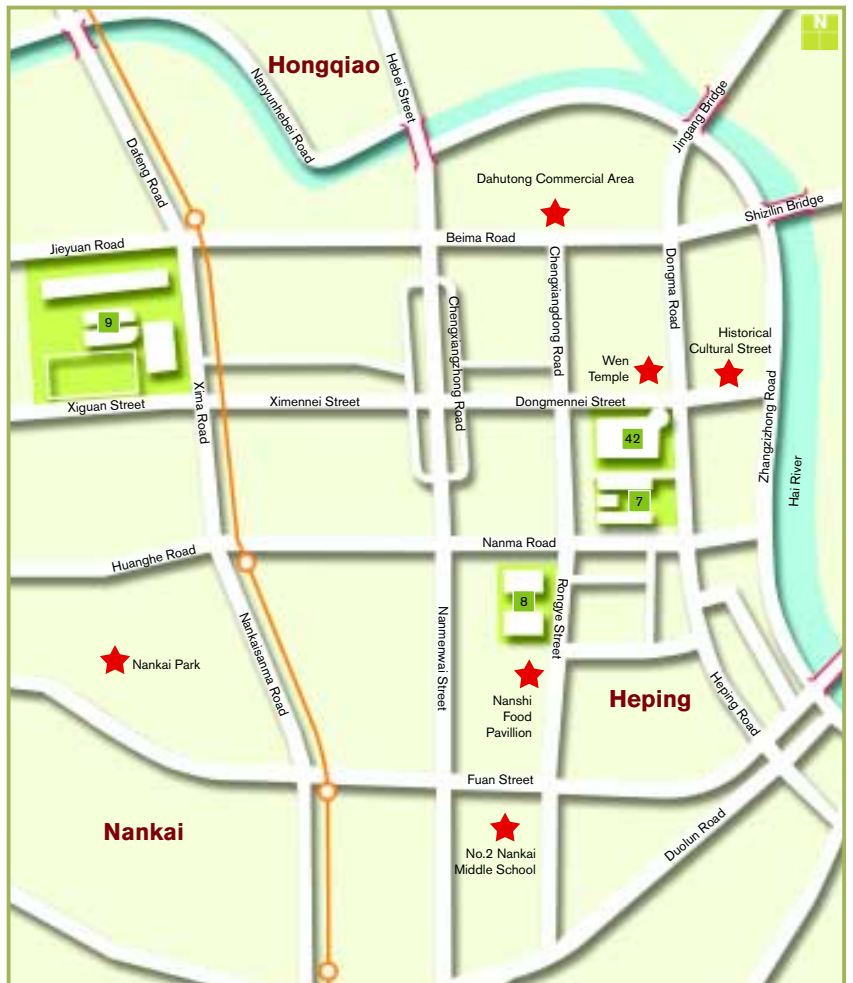 N
Hongqiao
Hebei Street
Nanyunhebei Road
Jingang Bridge
Dafeng Road
Dahutong Commercial Area
Shizilin Bridge
Jieyuan Road
Beima Road
Chengxiangdong Road
Dongma Road
Chengxiangzhong Road
9
Historical
Cultural Street
Wen
Temple
Xima Road
Zhangzizhong Road
Xiguan Street
Ximennei Street
Dongmennei Street
42
Hai River
7
Nanma Road
Huanghe Road
8
Rongye Street
Nanmenwai Street
Nankaisanma Road
Nankai Park
Heping
Heping Road
Nanshi
Food
Pavilion
Fuan Street
Nankai
Duolun Road
No.2 Nankai
Middle School